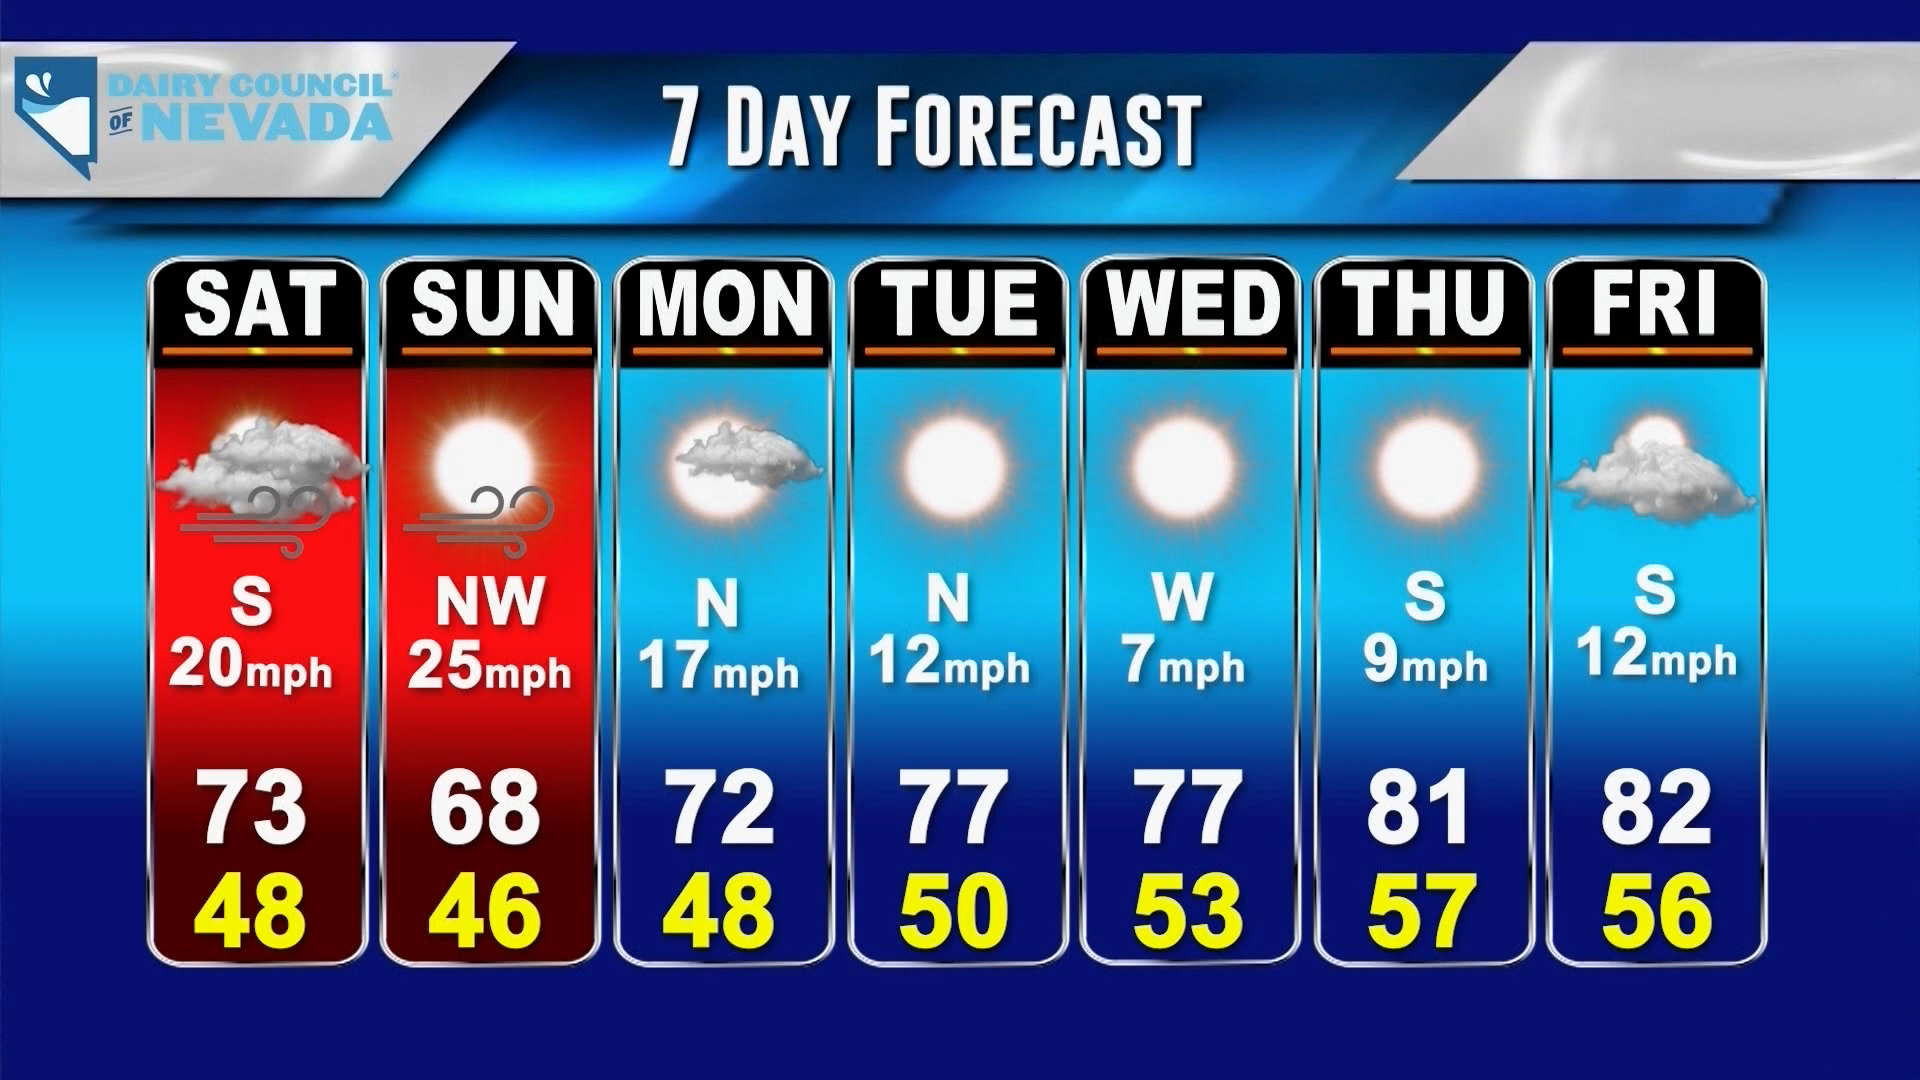 DAIRY COUNCIL®
OF NEVADA
7 DAY FORECAST
SAT SUN MON TUE WED THU FRI
S NW N N W S S
20mph 25mph 17mph 12mph 7mph 9mph 12mph
73 68 72 77 77 81 82
48 46 48 50 53 57 56